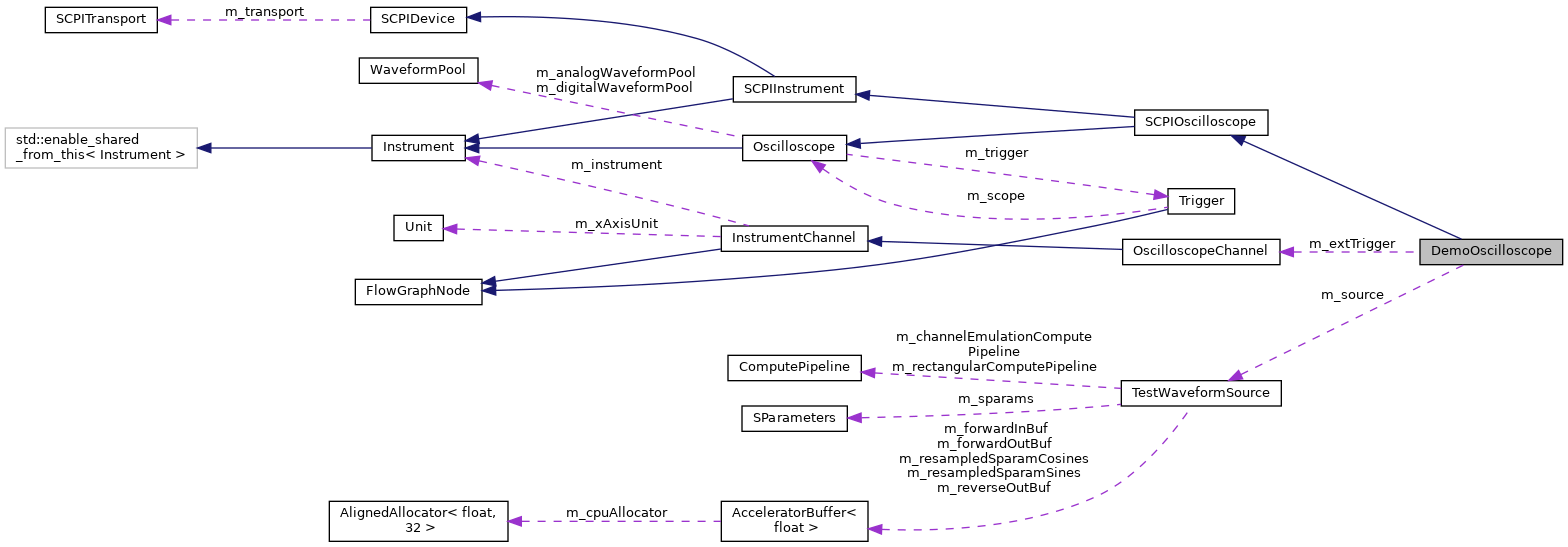 SCPITransport
m_transport
SCPIDevice
WaveformPool
m_analogWaveformPool
m_digitalWaveformPool
SCPIInstrument
SCPIOscilloscope
std::enable_shared
_from_this< Instrument >
Instrument
Oscilloscope
m_trigger
m_instrument
m_scope
Trigger
Unit
m_xAxisUnit
InstrumentChannel
OscilloscopeChannel
m_extTrigger
DemoOscilloscope
FlowGraphNode
m_source
m_channelEmulationCompute
Pipeline
m_rectangularComputePipeline
ComputePipeline
TestWaveformSource
m_sparams
SParameters
m_forwardInBuf
m_forwardOutBuf
m_resampledSparamCosines
m_resampledSparamSines
m_reverseOutBuf
AlignedAllocator< float,
32 >
m_cpuAllocator
AcceleratorBuffer<
float >